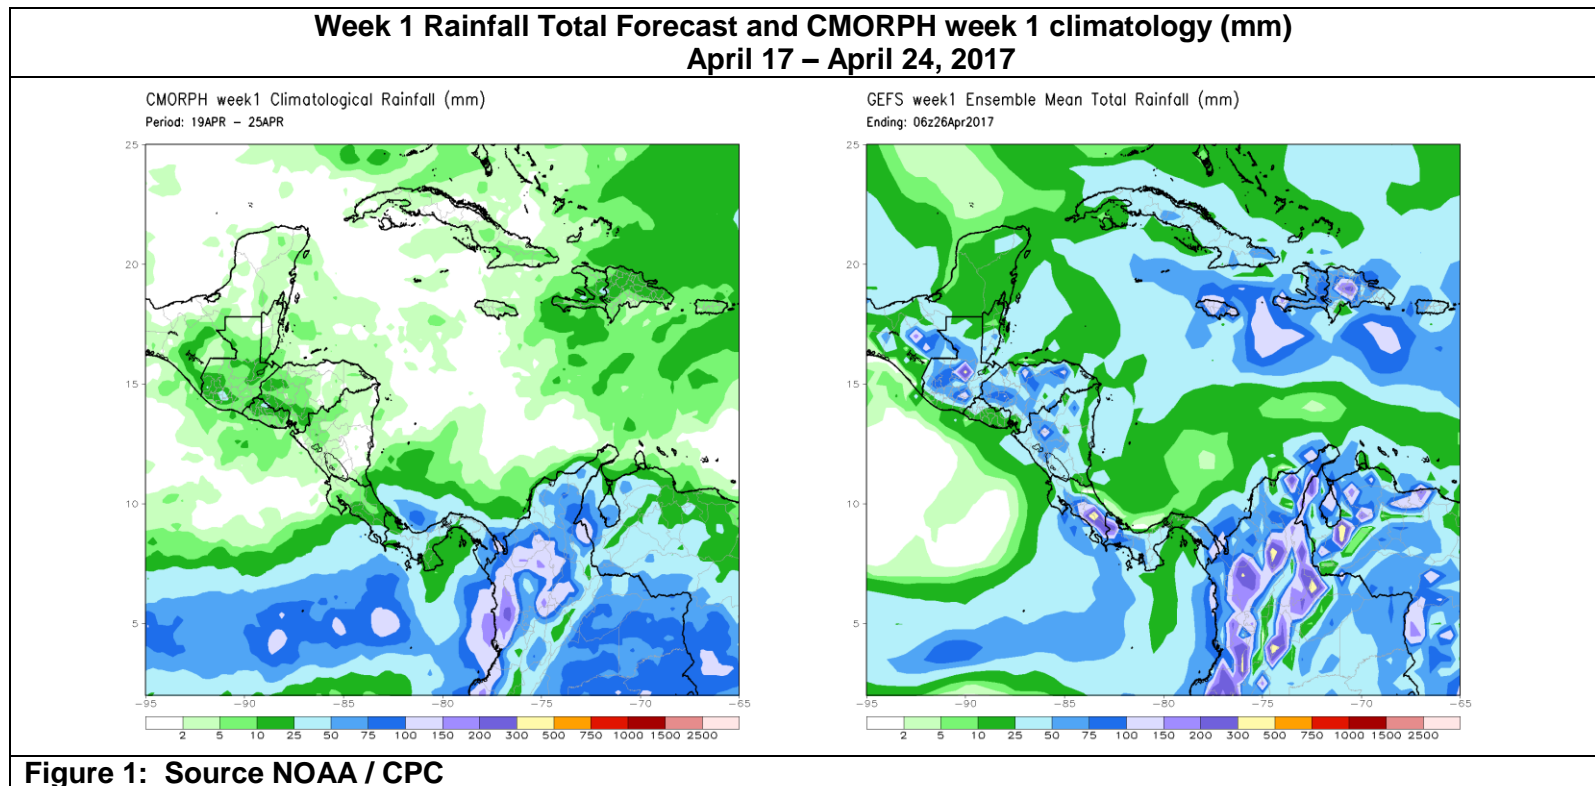 Week 1 Rainfall Total Forecast and CMORPH week 1 climatology (mm)
April 17 – April 24, 2017
CMORPH week1 Climatological Rainfall (mm)
Period: 19APR – 25APR
25
20
15
10
5
−95 −90 −85 −80 −75 −70 −65
2 5 10 25 50 75 100 150 200 300 500 750 1000 1500 2500
GEFS week1 Ensemble Mean Total Rainfall (mm)
Ending: 06z26Apr2017
25
20
15
10
5
−95 −90 −85 −80 −75 −70 −65
2 5 10 25 50 75 100 150 200 300 500 750 1000 1500 2500
Figure 1: Source NOAA / CPC